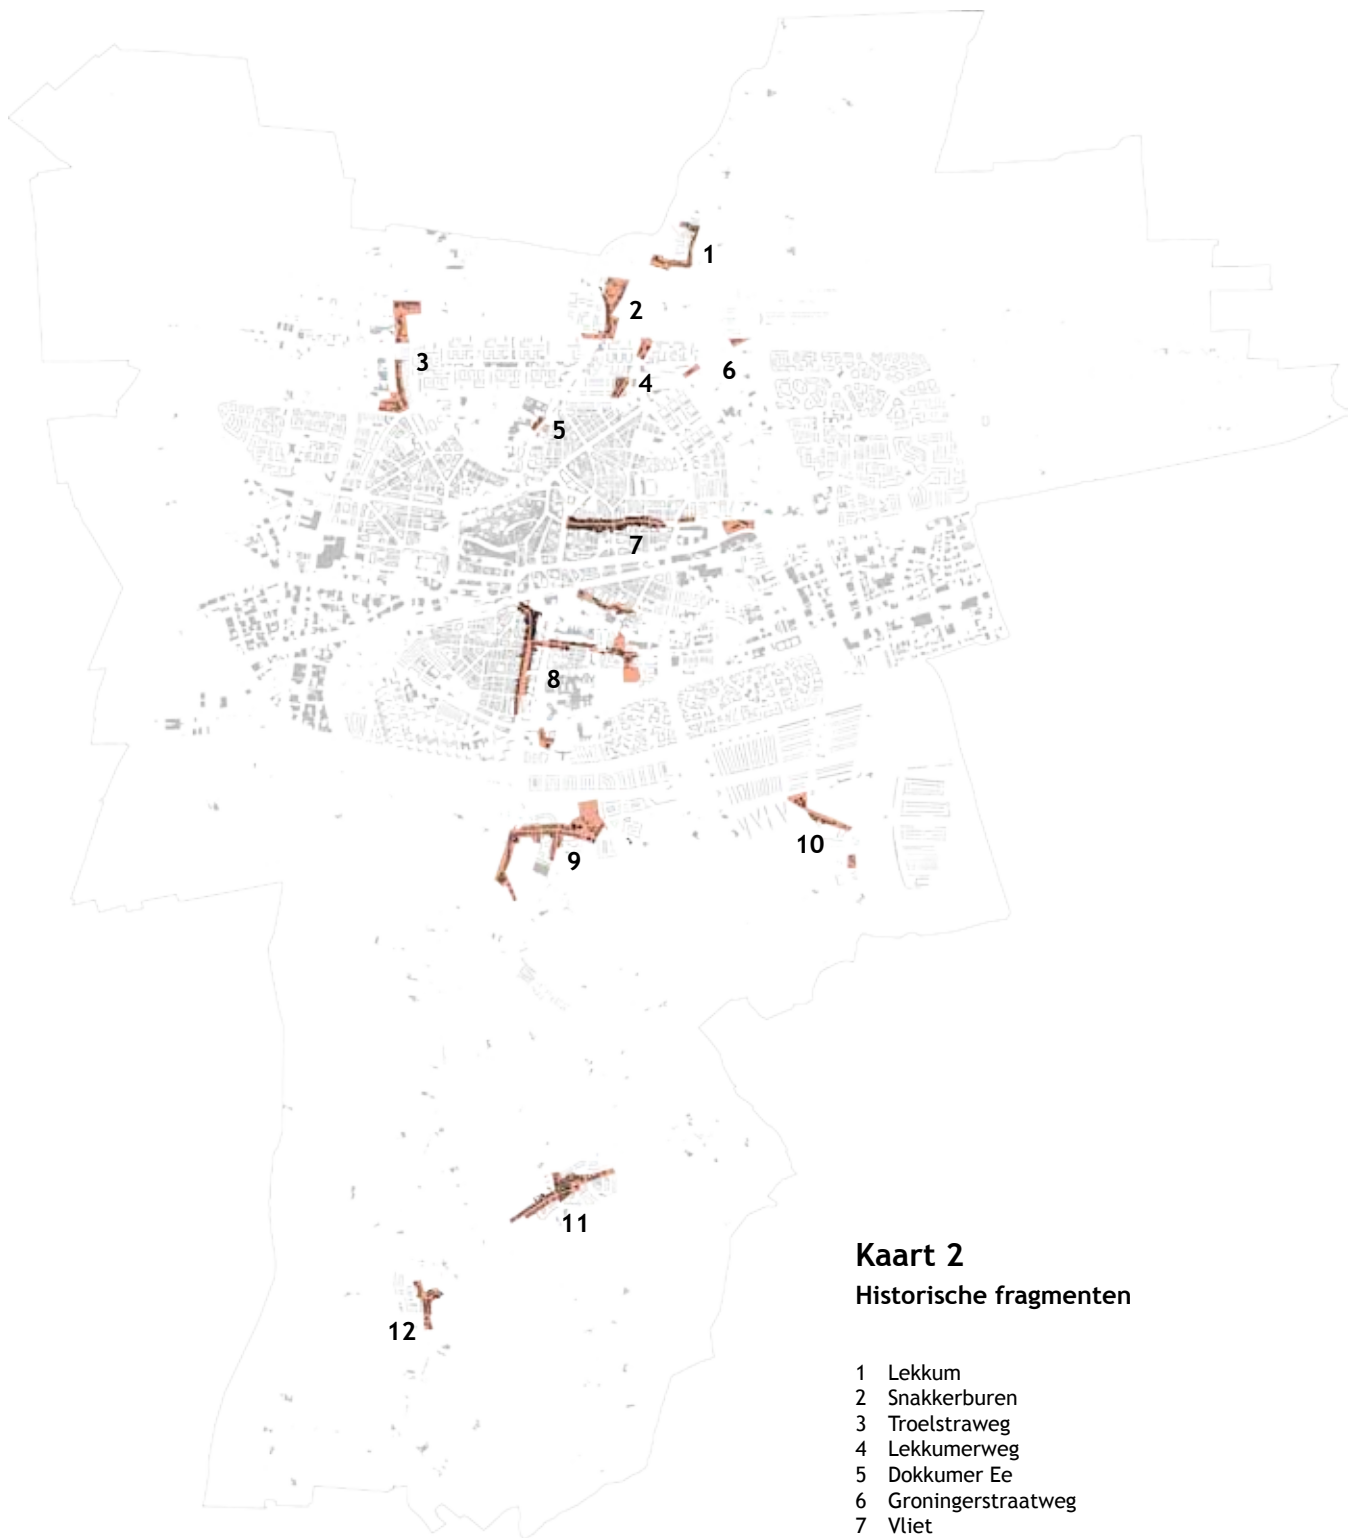 1
2
3
4
5
6
7
8
9
10
11
12
Kaart 2
Historische fragmenten
1 Lekkum
2 Snakkerburen
3 Troelstraweg
4 Lekkumerweg
5 Dokkumer Ee
6 Groningerstraatweg
7 Vliet